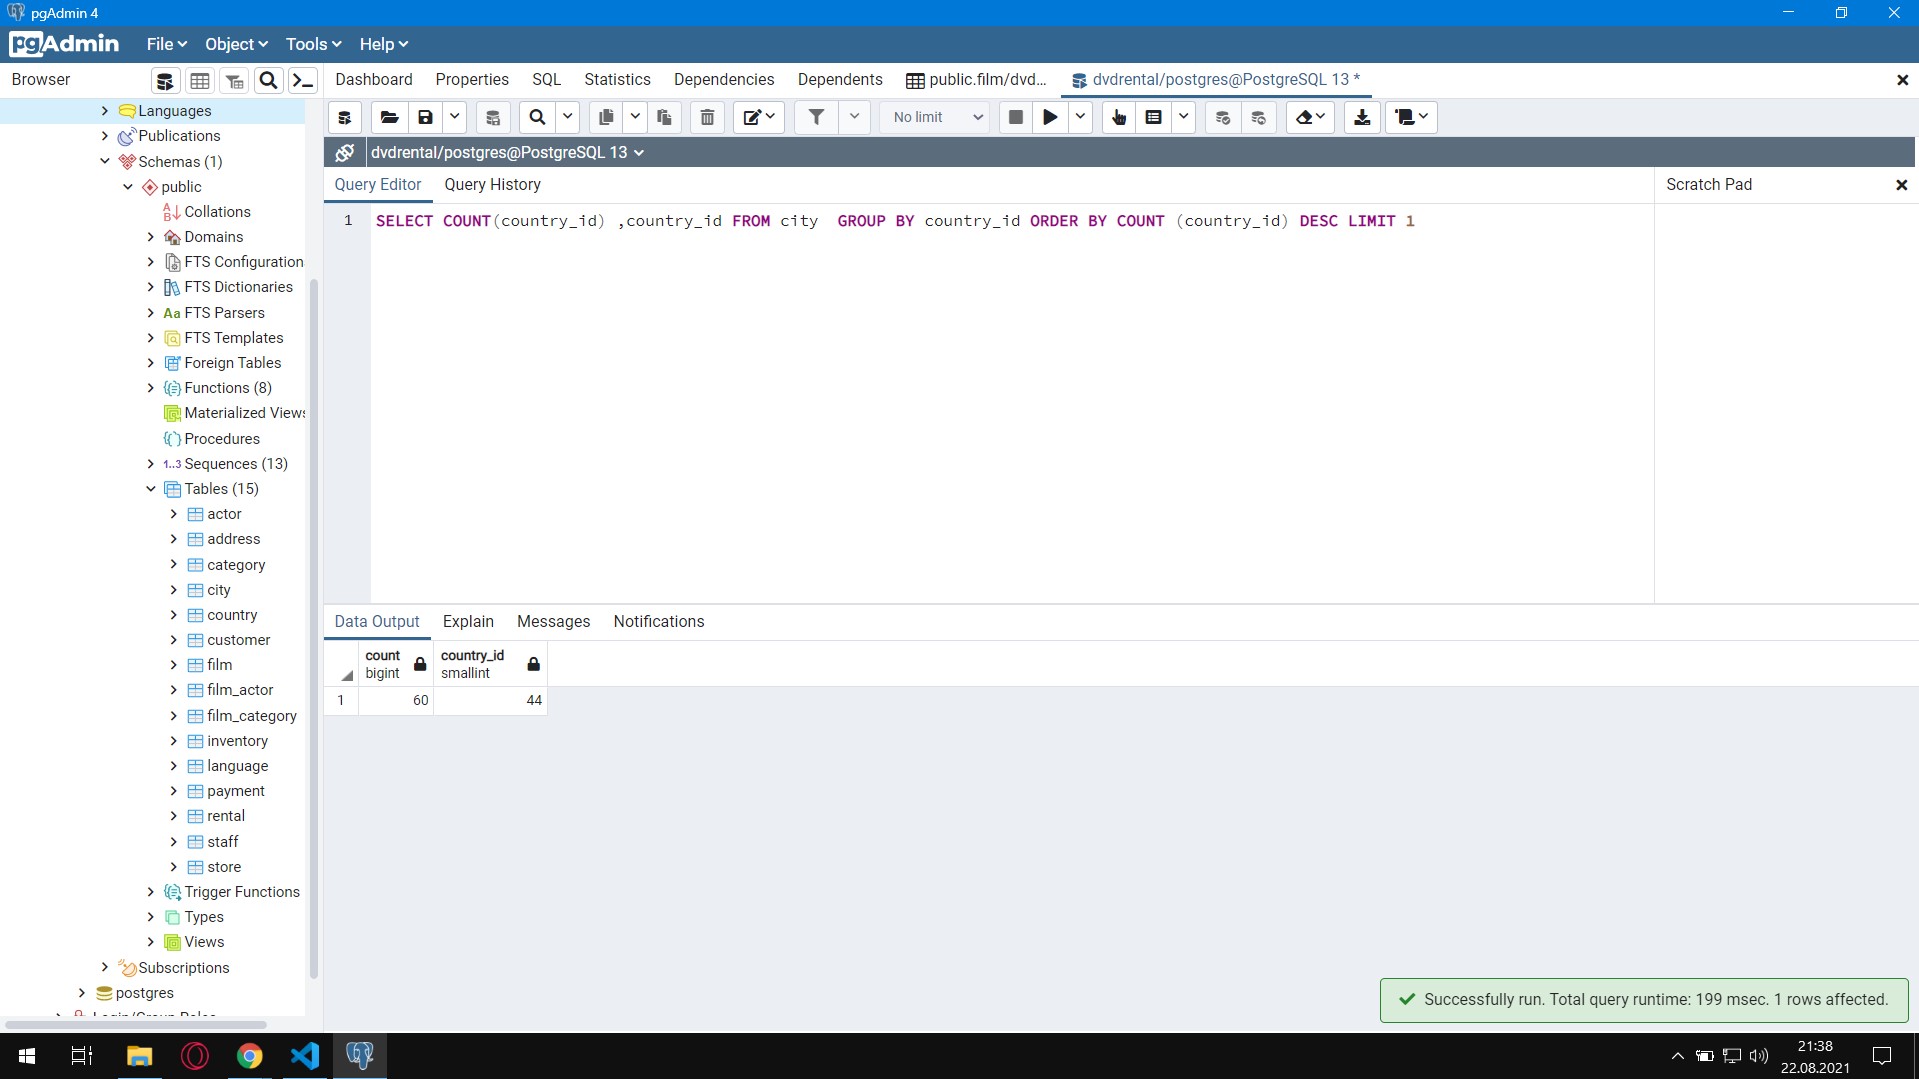 pgAdmin 4
pgAdmin File Object Tools Help
Browser
Dashboard Properties SQL Statistics Dependencies Dependents public.film/dvd... dvdrental/postgres@PostgreSQL 13 *
No limit
dvdrental/postgres@PostgreSQL 13
Query Editor Query History
Scratch Pad
1 SELECT COUNT(country_id) ,country_id FROM city  GROUP BY country_id ORDER BY COUNT (country_id) DESC LIMIT 1
Languages
Publications
Schemas (1)
public
Collations
Domains
FTS Configuration
FTS Dictionaries
Aa FTS Parsers
FTS Templates
Foreign Tables
Functions (8)
Materialized Views
Procedures
1..3 Sequences (13)
Tables (15)
actor
address
category
city
country
customer
film
film_actor
film_category
inventory
language
payment
rental
staff
store
Trigger Functions
Types
Views
Subscriptions
postgres
Login/Group Roles
Data Output Explain Messages Notifications
count country_id
bigint smallint
1 60 44
Successfully run. Total query runtime: 199 msec. 1 rows affected.
21:38
22.08.2021